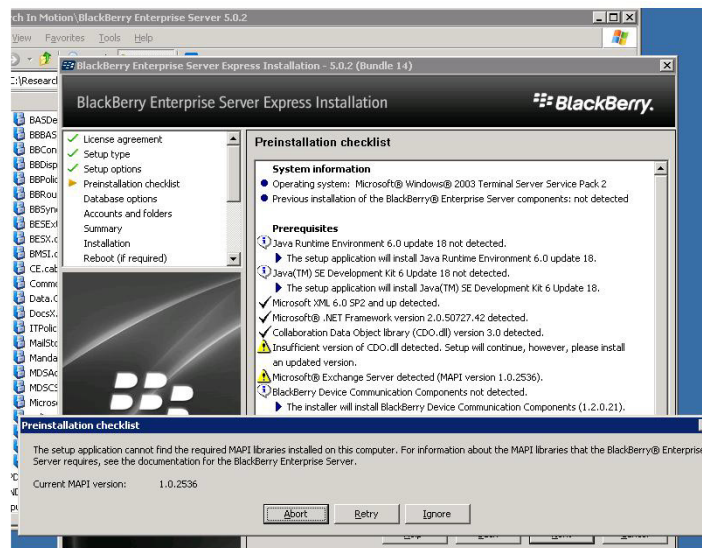 rch In Motion\BlackBerry Enterprise Server 5.0.2
View Favorites Tools Help
C:\Research
BlackBerry Enterprise Server Express Installation - 5.0.2 (Bundle 14)
BlackBerry Enterprise Server Express Installation
BlackBerry.
BASDe
BBBAS
BBCon
BBDisp
BBPolic
BBRou
BBSyn
BESExt
BESX.c
BMSI.c
CE.cab
Commo
Data.C
DocsX.
ITPolic
MailSto
Manda
MDSAc
MDSCS
Micros
License agreement
Setup type
Setup options
Preinstallation checklist
Database options
Accounts and folders
Summary
Installation
Reboot (if required)
Preinstallation checklist
System information
Operating system: Microsoft® Windows® 2003 Terminal Server Service Pack 2
Previous installation of the BlackBerry® Enterprise Server components: not detected
Prerequisites
Java Runtime Environment 6.0 update 18 not detected.
The setup application will install Java Runtime Environment 6.0 update 18.
Java(TM) SE Development Kit 6 Update 18 not detected.
The setup application will install Java(TM) SE Development Kit 6 Update 18.
Microsoft XML 6.0 SP2 and up detected.
Microsoft® .NET Framework version 2.0.50727.42 detected.
Collaboration Data Object library (CDO.dll) version 3.0 detected.
Insufficient version of CDO.dll detected. Setup will continue, however, please install
an updated version.
Microsoft® Exchange Server detected (MAPI version 1.0.2536).
BlackBerry Device Communication Components not detected.
The installer will install BlackBerry Device Communication Components (1.2.0.21).
Preinstallation checklist
The setup application cannot find the required MAPI libraries installed on this computer. For information about the MAPI libraries that the BlackBerry® Enterprise
Server requires, see the documentation for the BlackBerry Enterprise Server.
Current MAPI version: 1.0.2536
Abort Retry Ignore